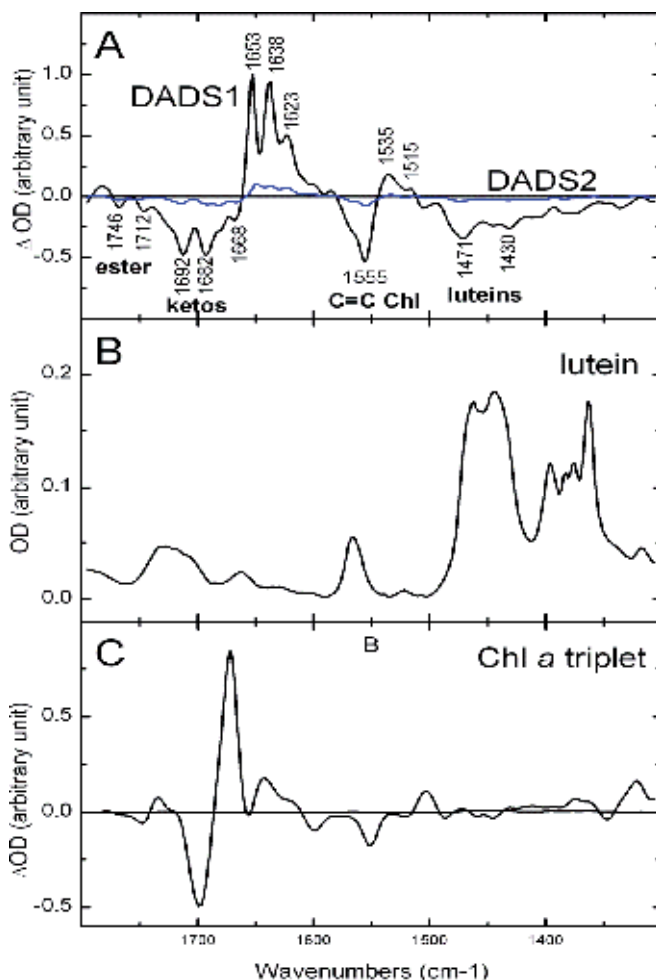 A
DADS1
1653
1638
1623
1535
1515
DADS2
1746
1712
1692
1682
1668
1555
1471
1430
ester
ketos
C=C Chl
luteins
Δ OD (arbitrary unit)
1.0
0.5
0.0
-0.5
B
lutein
OD (arbitrary unit)
0.2
0.1
0.0
C
B
Chl a triplet
ΔOD (arbitrary unit)
0.5
0.0
-0.5
1700
1600
1500
1400
Wavenumbers (cm-1)